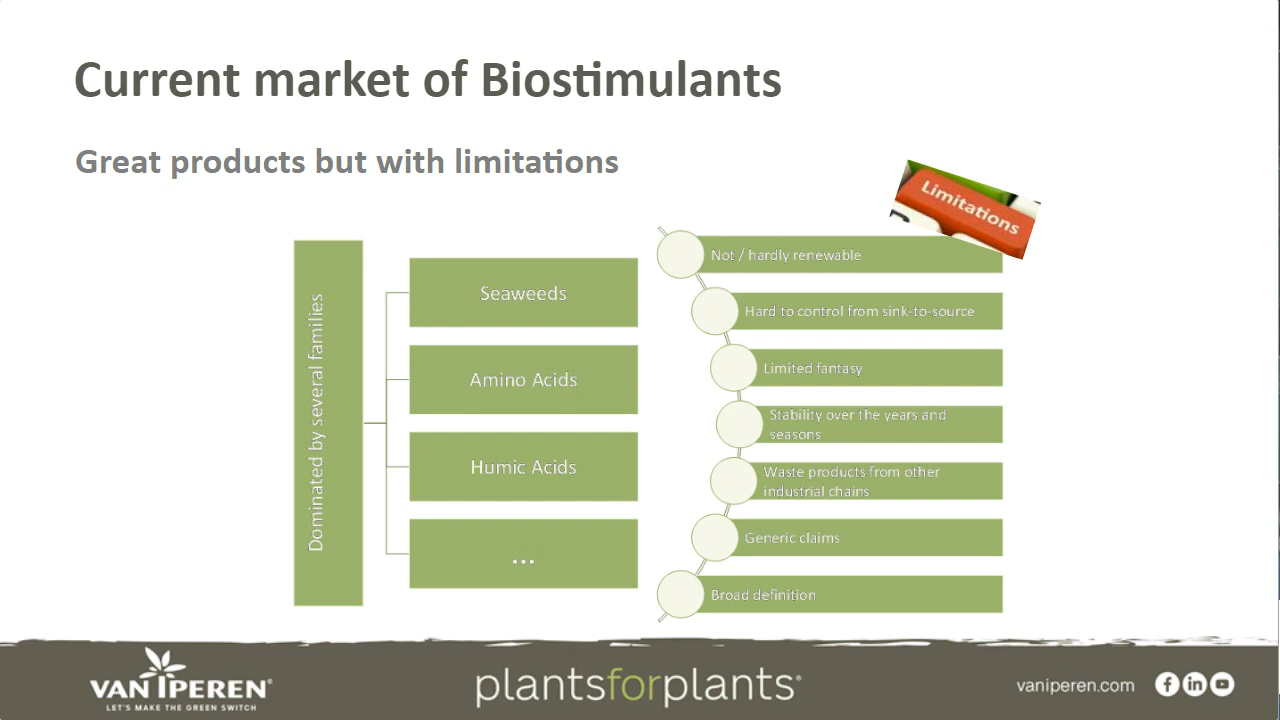 Current market of Biostimulants
Great products but with limitations
Limitations
Dominated by several families
Seaweeds
Amino Acids
Humic Acids
...
Not / hardly renewable
Hard to control from sink-to-source
Limited fantasy
Stability over the years and
seasons
Waste products from other
industrial chains
Generic claims
Broad definition
VAN IPEREN®
LET'S MAKE THE GREEN SWITCH
plantsforplants®
vaniperen.com